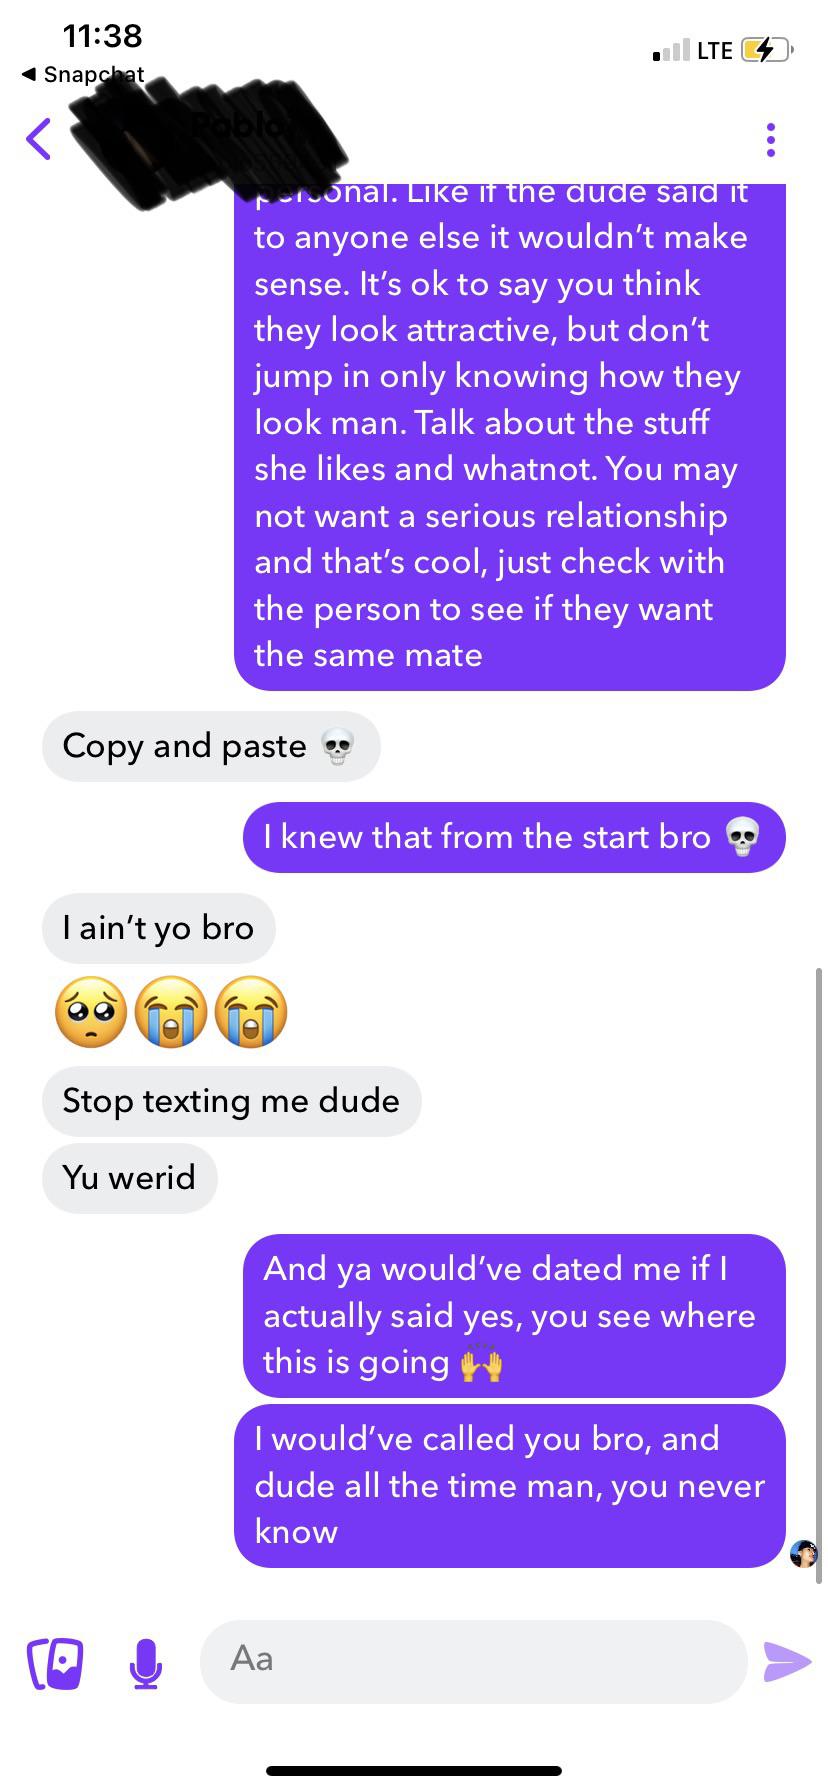 11:38
LTE
◀ Snapchat
personal. Like if the dude said it
to anyone else it wouldn’t make
sense. It’s ok to say you think
they look attractive, but don’t
jump in only knowing how they
look man. Talk about the stuff
she likes and whatnot. You may
not want a serious relationship
and that’s cool, just check with
the person to see if they want
the same mate
Copy and paste 💀
I knew that from the start bro 💀
I ain’t yo bro
🥺😭😭
Stop texting me dude
Yu werid
And ya would’ve dated me if I
actually said yes, you see where
this is going 🙌
I would’ve called you bro, and
dude all the time man, you never
know
Aa